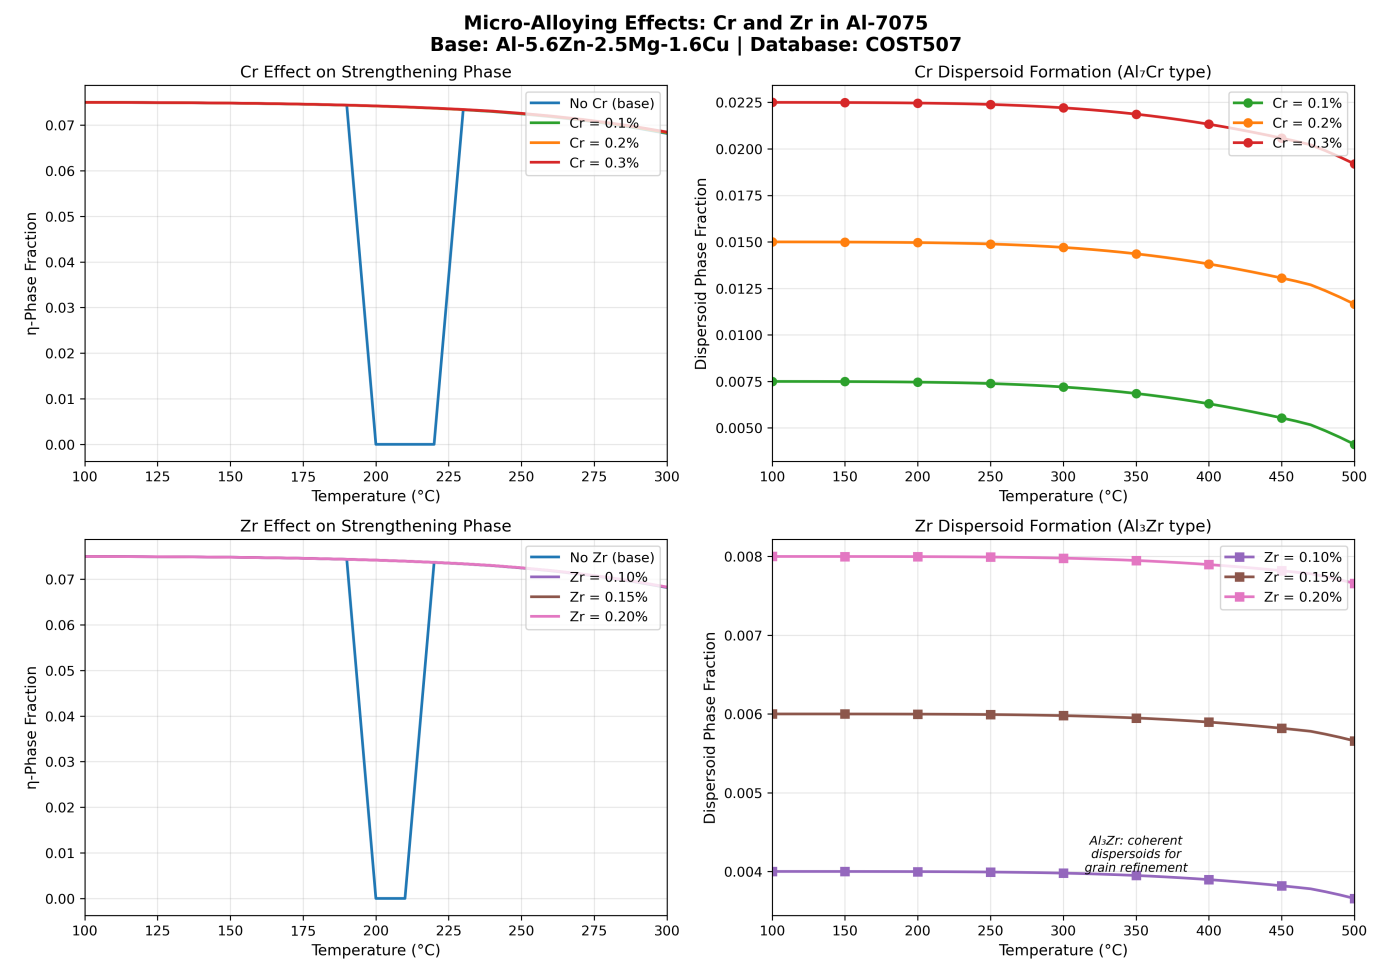 Micro-Alloying Effects: Cr and Zr in Al-7075
Base: Al-5.6Zn-2.5Mg-1.6Cu | Database: COST507
Cr Effect on Strengthening Phase
η-Phase Fraction
0.07
0.06
0.05
0.04
0.03
0.02
0.01
0.00
No Cr (base)
Cr = 0.1%
Cr = 0.2%
Cr = 0.3%
100 125 150 175 200 225 250 275 300
Temperature (°C)
Cr Dispersoid Formation (Al₇Cr type)
Dispersoid Phase Fraction
0.0225
0.0200
0.0175
0.0150
0.0125
0.0100
0.0075
0.0050
Cr = 0.1%
Cr = 0.2%
Cr = 0.3%
100 150 200 250 300 350 400 450 500
Temperature (°C)
Zr Effect on Strengthening Phase
η-Phase Fraction
0.07
0.06
0.05
0.04
0.03
0.02
0.01
0.00
No Zr (base)
Zr = 0.10%
Zr = 0.15%
Zr = 0.20%
100 125 150 175 200 225 250 275 300
Temperature (°C)
Zr Dispersoid Formation (Al₃Zr type)
Dispersoid Phase Fraction
0.008
0.007
0.006
0.005
0.004
Zr = 0.10%
Zr = 0.15%
Zr = 0.20%
Al₃Zr: coherent
dispersoids for
grain refinement
100 150 200 250 300 350 400 450 500
Temperature (°C)